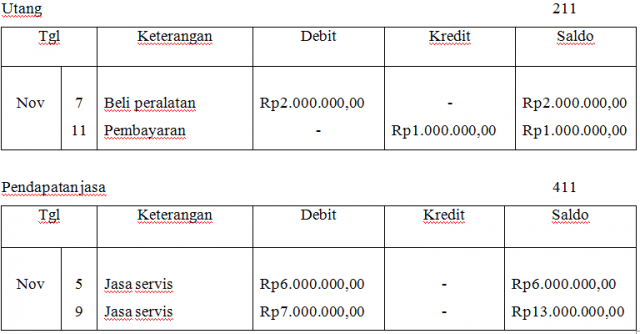 Utang 211
Tgl Keterangan Debit Kredit Saldo
Nov 7 Beli peralatan Rp2.000.000,00 - Rp2.000.000,00
11 Pembayaran - Rp1.000.000,00 Rp1.000.000,00
Pendapatan jasa 411
Tgl Keterangan Debit Kredit Saldo
Nov 5 Jasa servis Rp6.000.000,00 - Rp6.000.000,00
9 Jasa servis Rp7.000.000,00 - Rp13.000.000,00